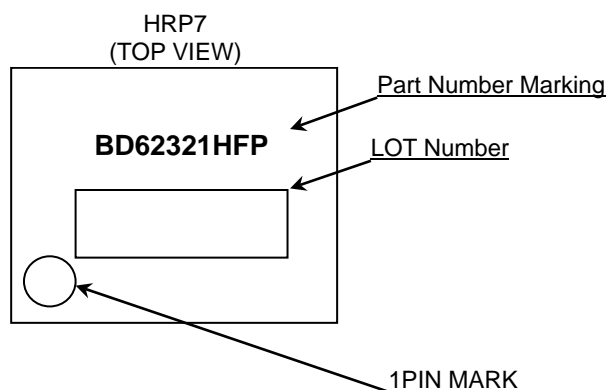 HRP7
(TOP VIEW)
Part Number Marking
BD62321HFP
LOT Number
1PIN MARK